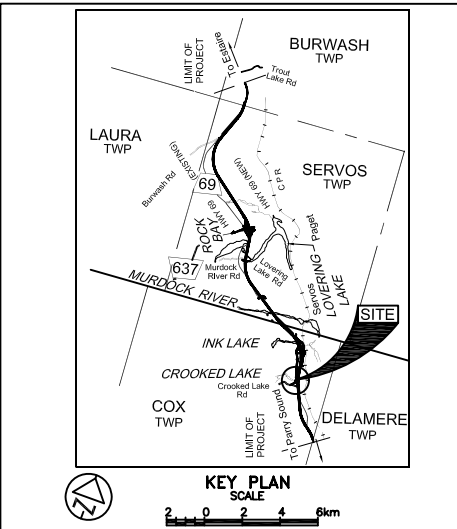 BURWASH
TWP
LIMIT OF
PROJECT
To Estaire
Trout
Lake Rd
LAURA
TWP
(EXISTING)
Burwash Rd
69
HWY 69
HWY 69 (NEW)
C.P.R.
SERVOS
TWP
ROCK
BAY
637
Murdock
River Rd
Lovering
Lake Rd
Paget
Servos
LOVERING
LAKE
MURDOCK RIVER
SITE
INK LAKE
CROOKED LAKE
Crooked Lake
Rd
COX
TWP
LIMIT OF
PROJECT
To Parry Sound
DELAMERE
TWP
N
KEY PLAN
SCALE
2 0 2 4 6km